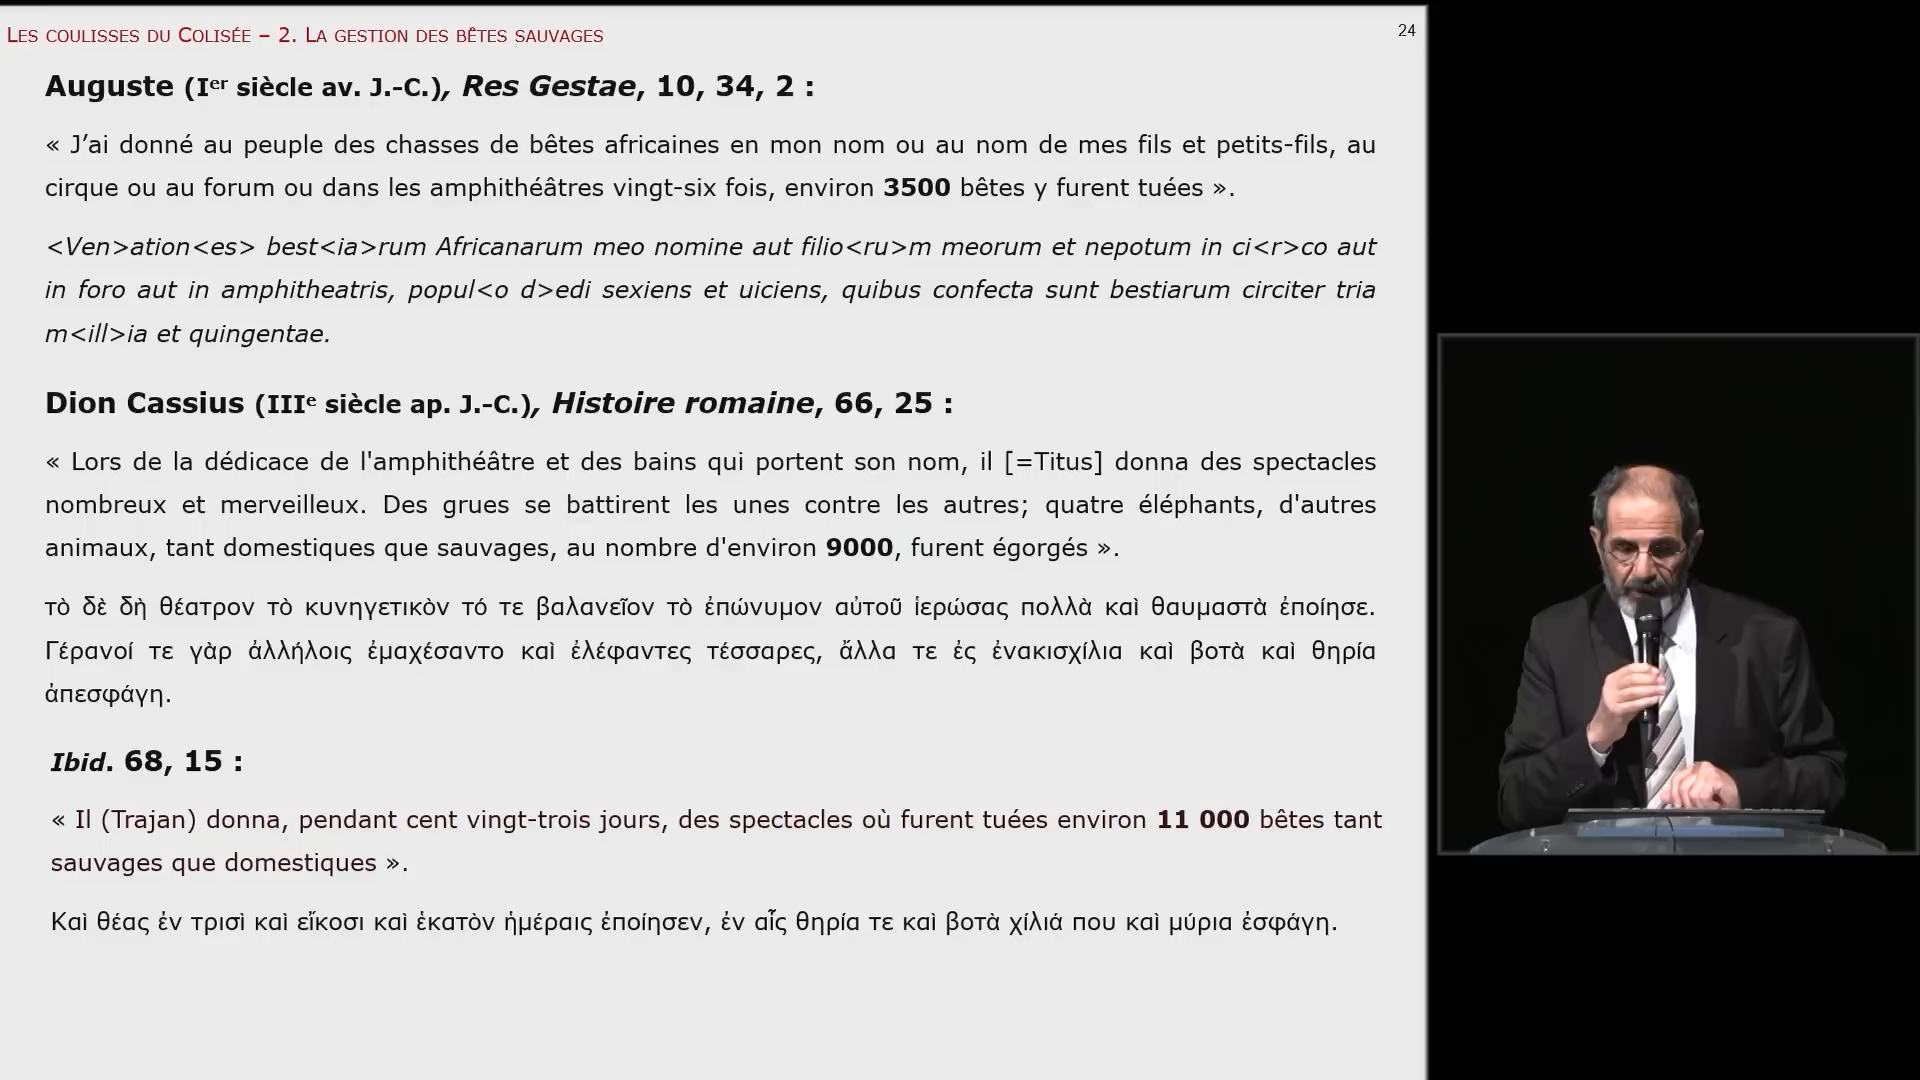 LES COULISSES DU COLISÉE – 2. LA GESTION DES BÊTES SAUVAGES
24
Auguste (Ier siècle av. J.-C.), Res Gestae, 10, 34, 2 :
« J’ai donné au peuple des chasses de bêtes africaines en mon nom ou au nom de mes fils et petits-fils, au
cirque ou au forum ou dans les amphithéâtres vingt-six fois, environ 3500 bêtes y furent tuées ».
<Ven>ation<es> best<ia>rum Africanarum meo nomine aut filio<ru>m meorum et nepotum in ci<r>co aut
in foro aut in amphitheatris, popul<o d>edi sexiens et uiciens, quibus confecta sunt bestiarum circiter tria
m<ill>ia et quingentae.
Dion Cassius (IIIe siècle ap. J.-C.), Histoire romaine, 66, 25 :
« Lors de la dédicace de l'amphithéâtre et des bains qui portent son nom, il [=Titus] donna des spectacles
nombreux et merveilleux. Des grues se battirent les unes contre les autres; quatre éléphants, d'autres
animaux, tant domestiques que sauvages, au nombre d'environ 9000, furent égorgés ».
τὸ δὲ δὴ θέατρον τὸ κυνηγετικὸν τό τε βαλανεῖον τὸ ἐπώνυμον αὐτοῦ ἱερώσας πολλὰ καὶ θαυμαστὰ ἐποίησε.
Γέρανοί τε γὰρ ἀλλήλοις ἐμαχέσαντο καὶ ἐλέφαντες τέσσαρες, ἄλλα τε ἐς ἐνακισχίλια καὶ βοτὰ καὶ θηρία
ἀπεσφάγη.
Ibid. 68, 15 :
« Il (Trajan) donna, pendant cent vingt-trois jours, des spectacles où furent tuées environ 11 000 bêtes tant
sauvages que domestiques ».
Καὶ θέας ἐν τρισὶ καὶ εἴκοσι καὶ ἑκατὸν ἡμέραις ἐποίησεν, ἐν αἷς θηρία τε καὶ βοτὰ χίλιά που καὶ μύρια ἐσφάγη.